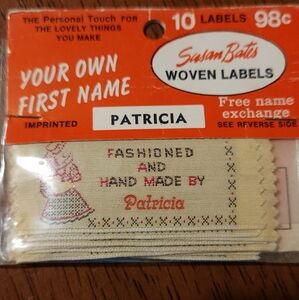 The Personal Touch for
THE LOVELY THINGS
YOU MAKE
10 LABELS 98¢
Susan Bates
WOVEN LABELS
YOUR OWN
FIRST NAME
Free name
exchange
IMPRINTED
PATRICIA
SEE REVERSE SIDE
FASHIONED
AND
HAND MADE BY
Patricia